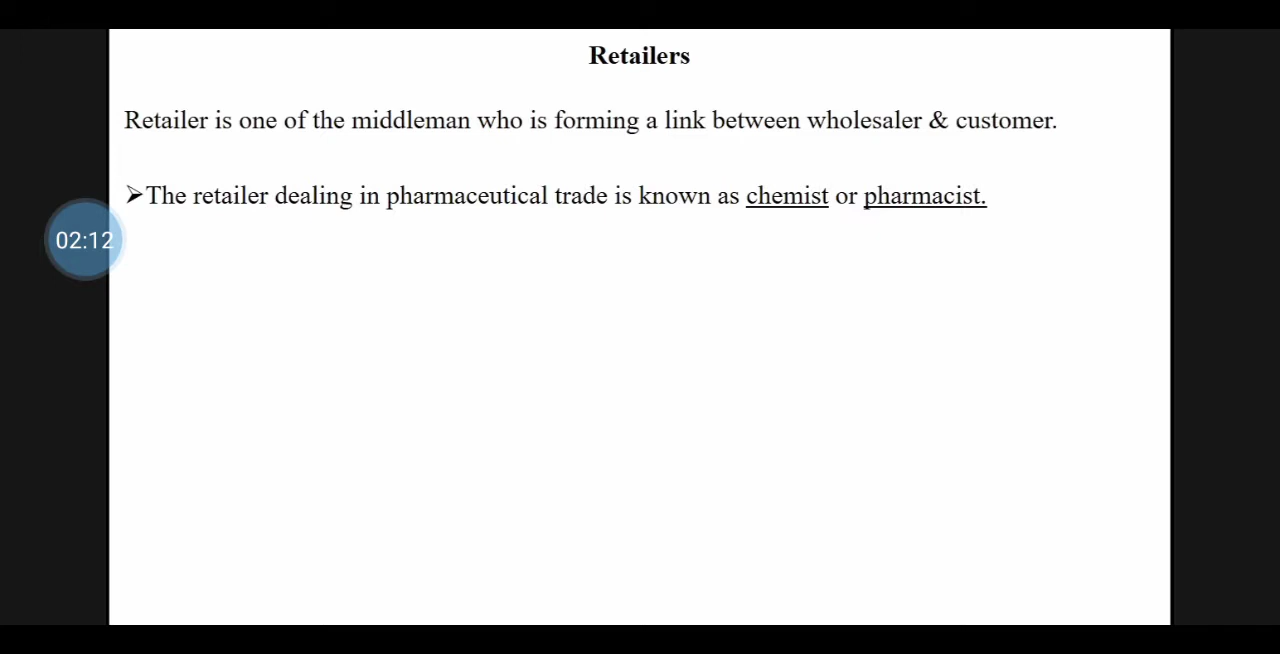 Retailers
Retailer is one of the middleman who is forming a link between wholesaler & customer.
➢The retailer dealing in pharmaceutical trade is known as chemist or pharmacist.
02:12